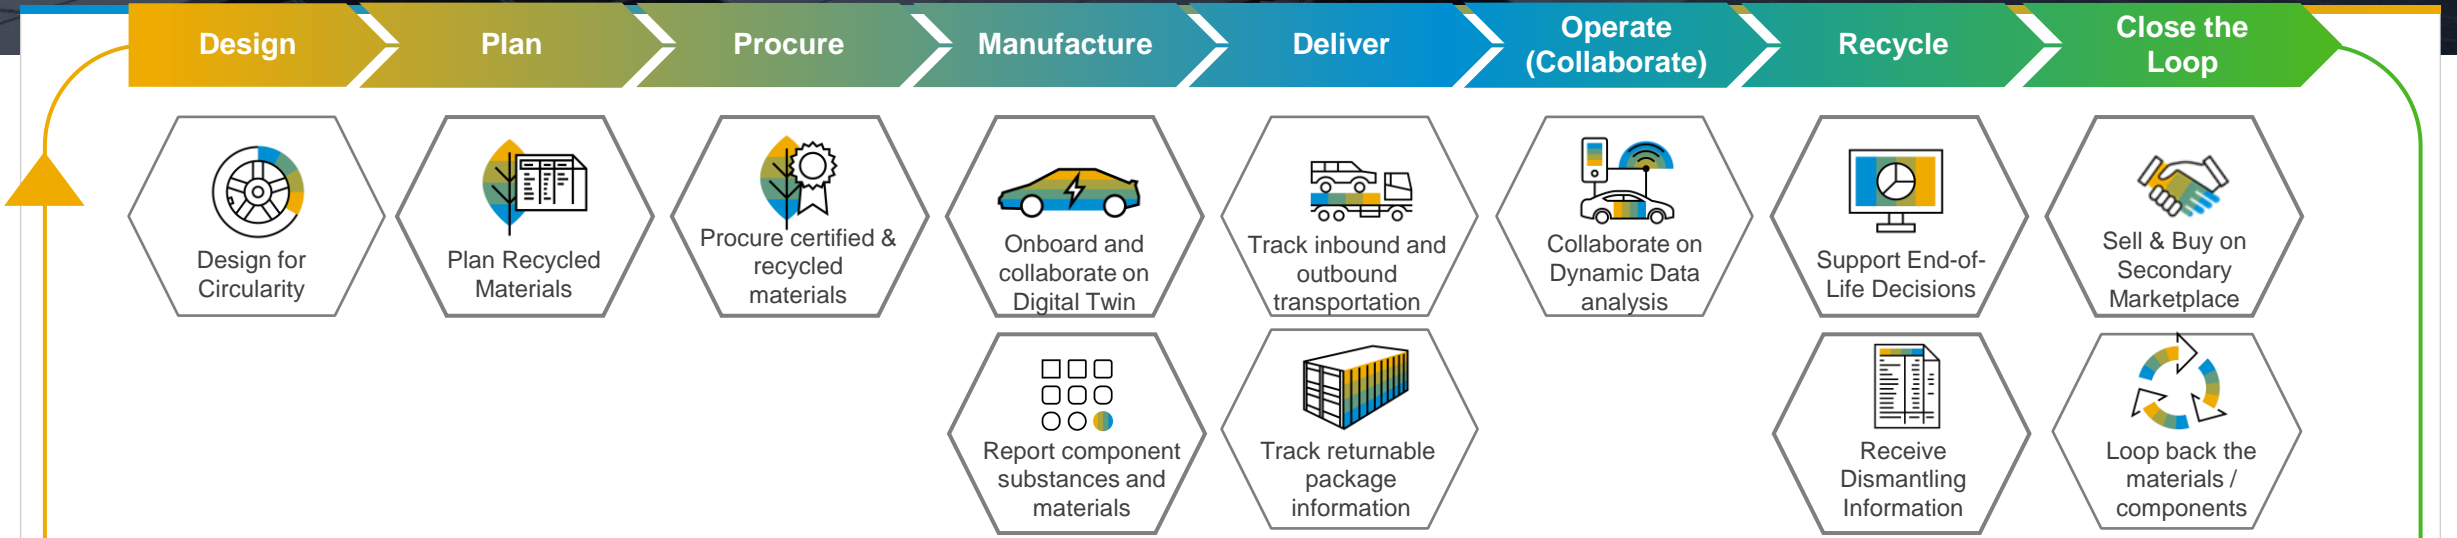 Design
Plan
Procure
Manufacture
Deliver
Operate
(Collaborate)
Recycle
Close the
Loop
Design for
Circularity
Plan Recycled
Materials
Procure certified &
recycled
materials
Onboard and
collaborate on
Digital Twin
Track inbound and
outbound
transportation
Collaborate on
Dynamic Data
analysis
Support End-of-
Life Decisions
Sell & Buy on
Secondary
Marketplace
Report component
substances and
materials
Track returnable
package
information
Receive
Dismantling
Information
Loop back the
materials /
components